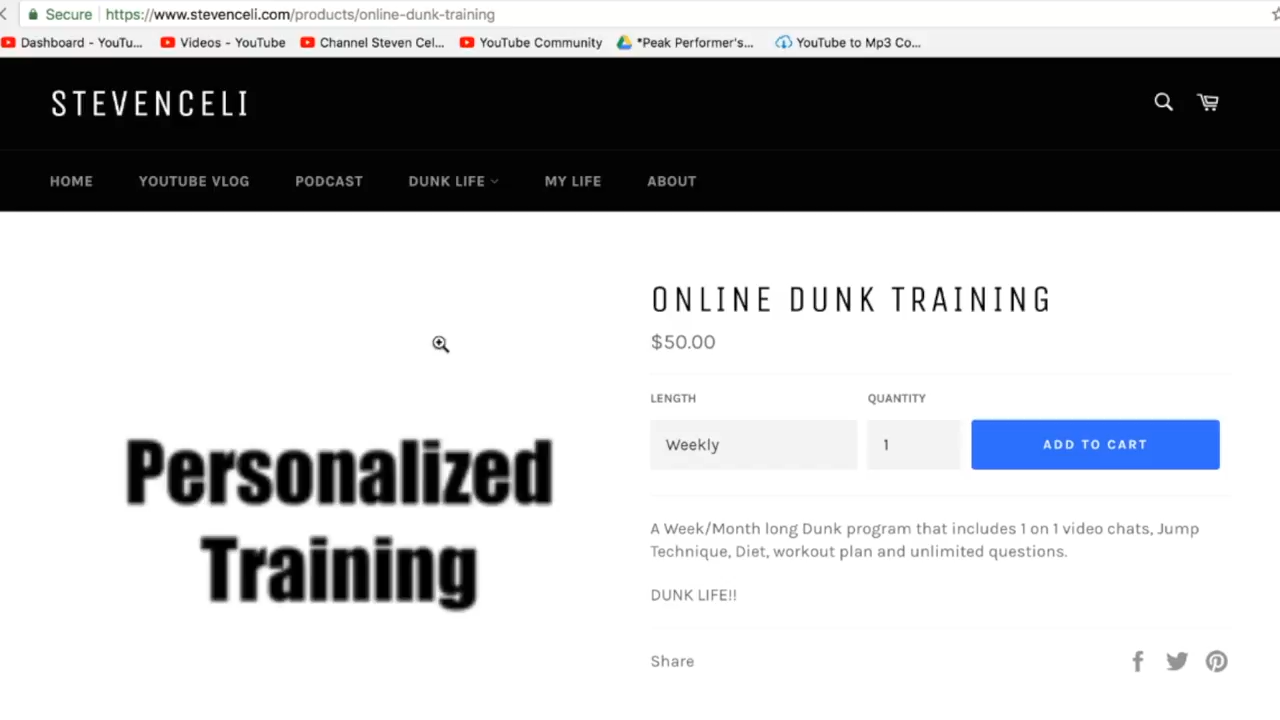 Secure https://www.stevenceli.com/products/online-dunk-training
Dashboard - YouTu... Videos - YouTube Channel Steven Cel... YouTube Community *Peak Performer's... YouTube to Mp3 Co...
STEVENCELI
HOME YOUTUBE VLOG PODCAST DUNK LIFE MY LIFE ABOUT
ONLINE DUNK TRAINING
$50.00
LENGTH QUANTITY
Weekly 1 ADD TO CART
Personalized
Training
A Week/Month long Dunk program that includes 1 on 1 video chats, Jump
Technique, Diet, workout plan and unlimited questions.
DUNK LIFE!!
Share